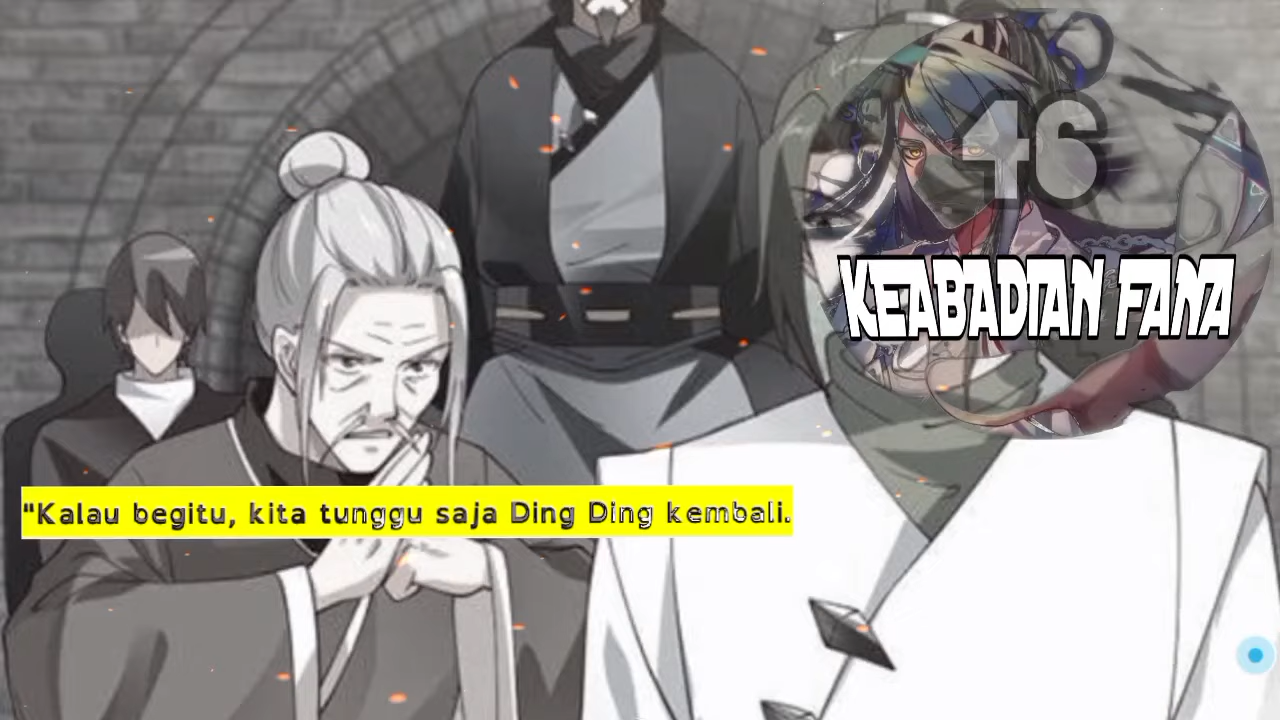 46
KEABADIAN FANA
"Kalau begitu, kita tunggu saja Ding Ding kembali.